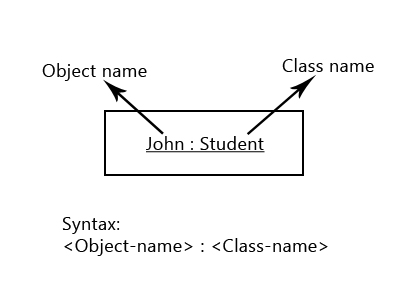 Object name
Class name
John : Student
Syntax:
<Object-name> : <Class-name>